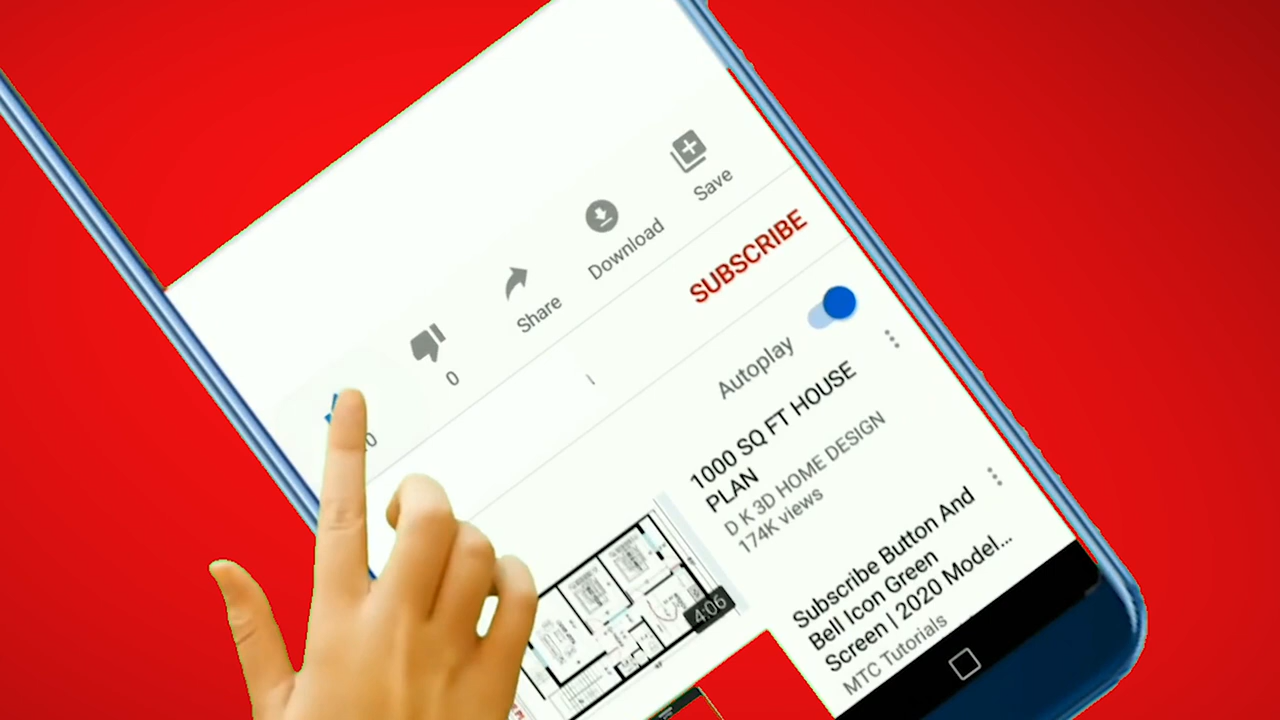 Save
Download
Share
0
0
SUBSCRIBE
Autoplay
1000 SQ FT HOUSE
PLAN
D K 3D HOME DESIGN
174K views
4:06
Subscribe Button And
Bell Icon Green
Screen | 2020 Model...
MTC Tutorials